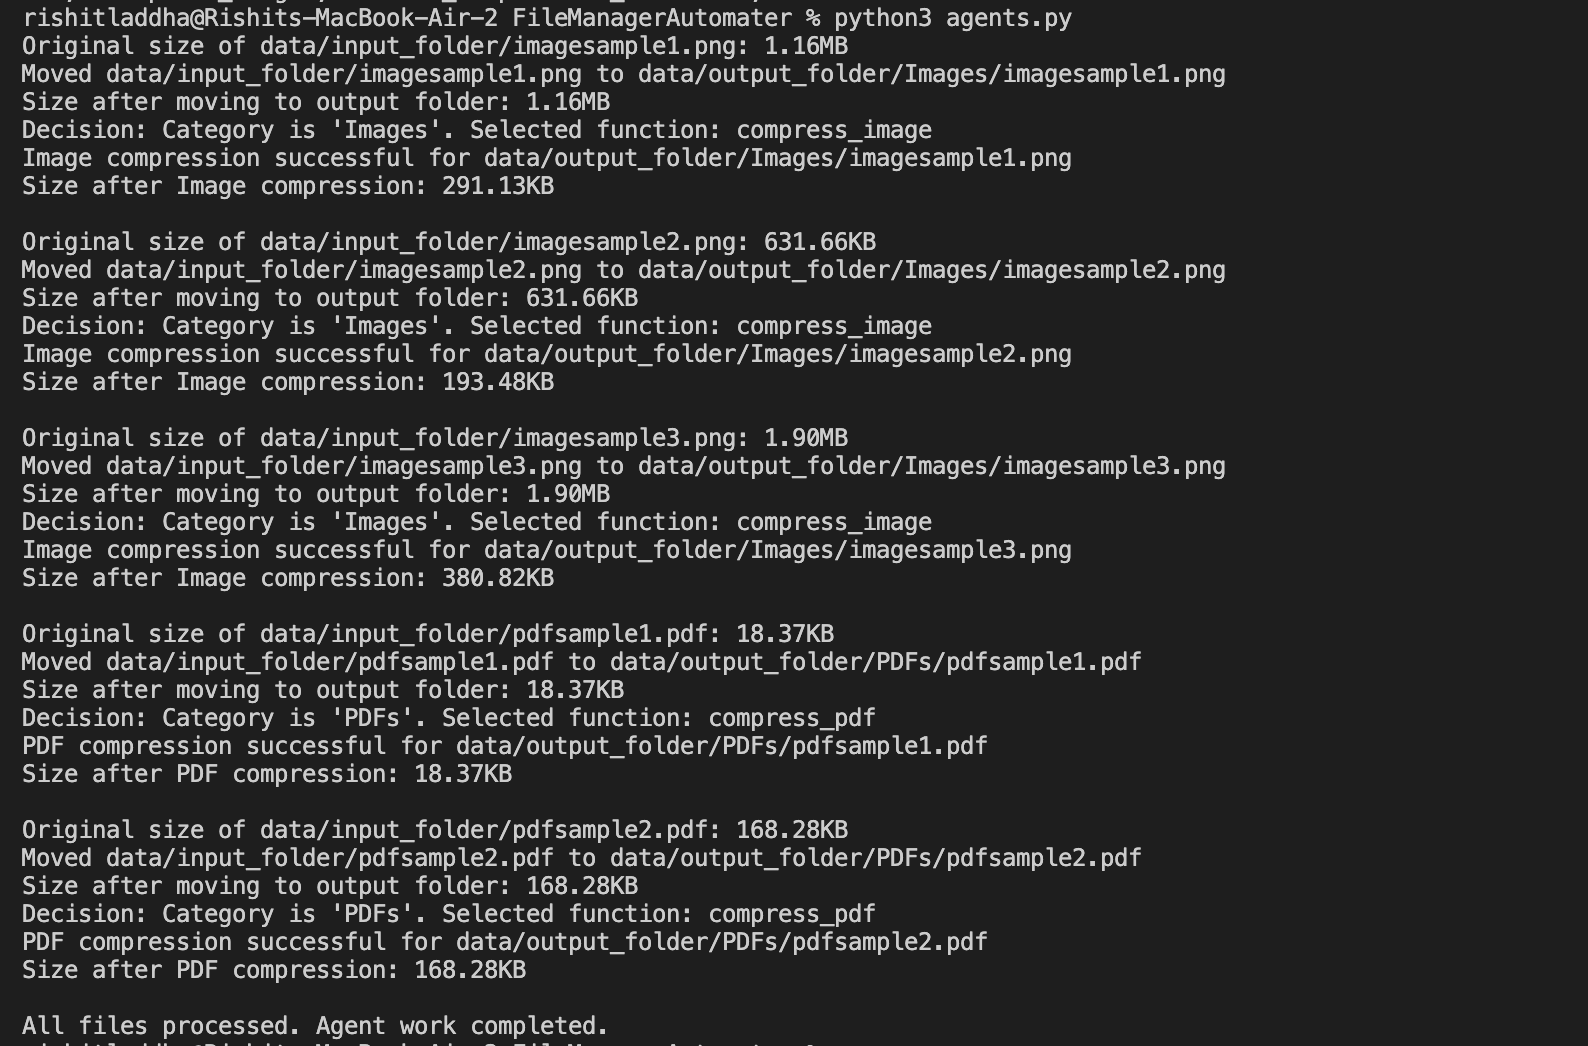 rishitladdha@Rishits-MacBook-Air-2 FileManagerAutomater % python3 agents.py
Original size of data/input_folder/imagesample1.png: 1.16MB
Moved data/input_folder/imagesample1.png to data/output_folder/Images/imagesample1.png
Size after moving to output folder: 1.16MB
Decision: Category is 'Images'. Selected function: compress_image
Image compression successful for data/output_folder/Images/imagesample1.png
Size after Image compression: 291.13KB
Original size of data/input_folder/imagesample2.png: 631.66KB
Moved data/input_folder/imagesample2.png to data/output_folder/Images/imagesample2.png
Size after moving to output folder: 631.66KB
Decision: Category is 'Images'. Selected function: compress_image
Image compression successful for data/output_folder/Images/imagesample2.png
Size after Image compression: 193.48KB
Original size of data/input_folder/imagesample3.png: 1.90MB
Moved data/input_folder/imagesample3.png to data/output_folder/Images/imagesample3.png
Size after moving to output folder: 1.90MB
Decision: Category is 'Images'. Selected function: compress_image
Image compression successful for data/output_folder/Images/imagesample3.png
Size after Image compression: 380.82KB
Original size of data/input_folder/pdfsample1.pdf: 18.37KB
Moved data/input_folder/pdfsample1.pdf to data/output_folder/PDFs/pdfsample1.pdf
Size after moving to output folder: 18.37KB
Decision: Category is 'PDFs'. Selected function: compress_pdf
PDF compression successful for data/output_folder/PDFs/pdfsample1.pdf
Size after PDF compression: 18.37KB
Original size of data/input_folder/pdfsample2.pdf: 168.28KB
Moved data/input_folder/pdfsample2.pdf to data/output_folder/PDFs/pdfsample2.pdf
Size after moving to output folder: 168.28KB
Decision: Category is 'PDFs'. Selected function: compress_pdf
PDF compression successful for data/output_folder/PDFs/pdfsample2.pdf
Size after PDF compression: 168.28KB
All files processed. Agent work completed.